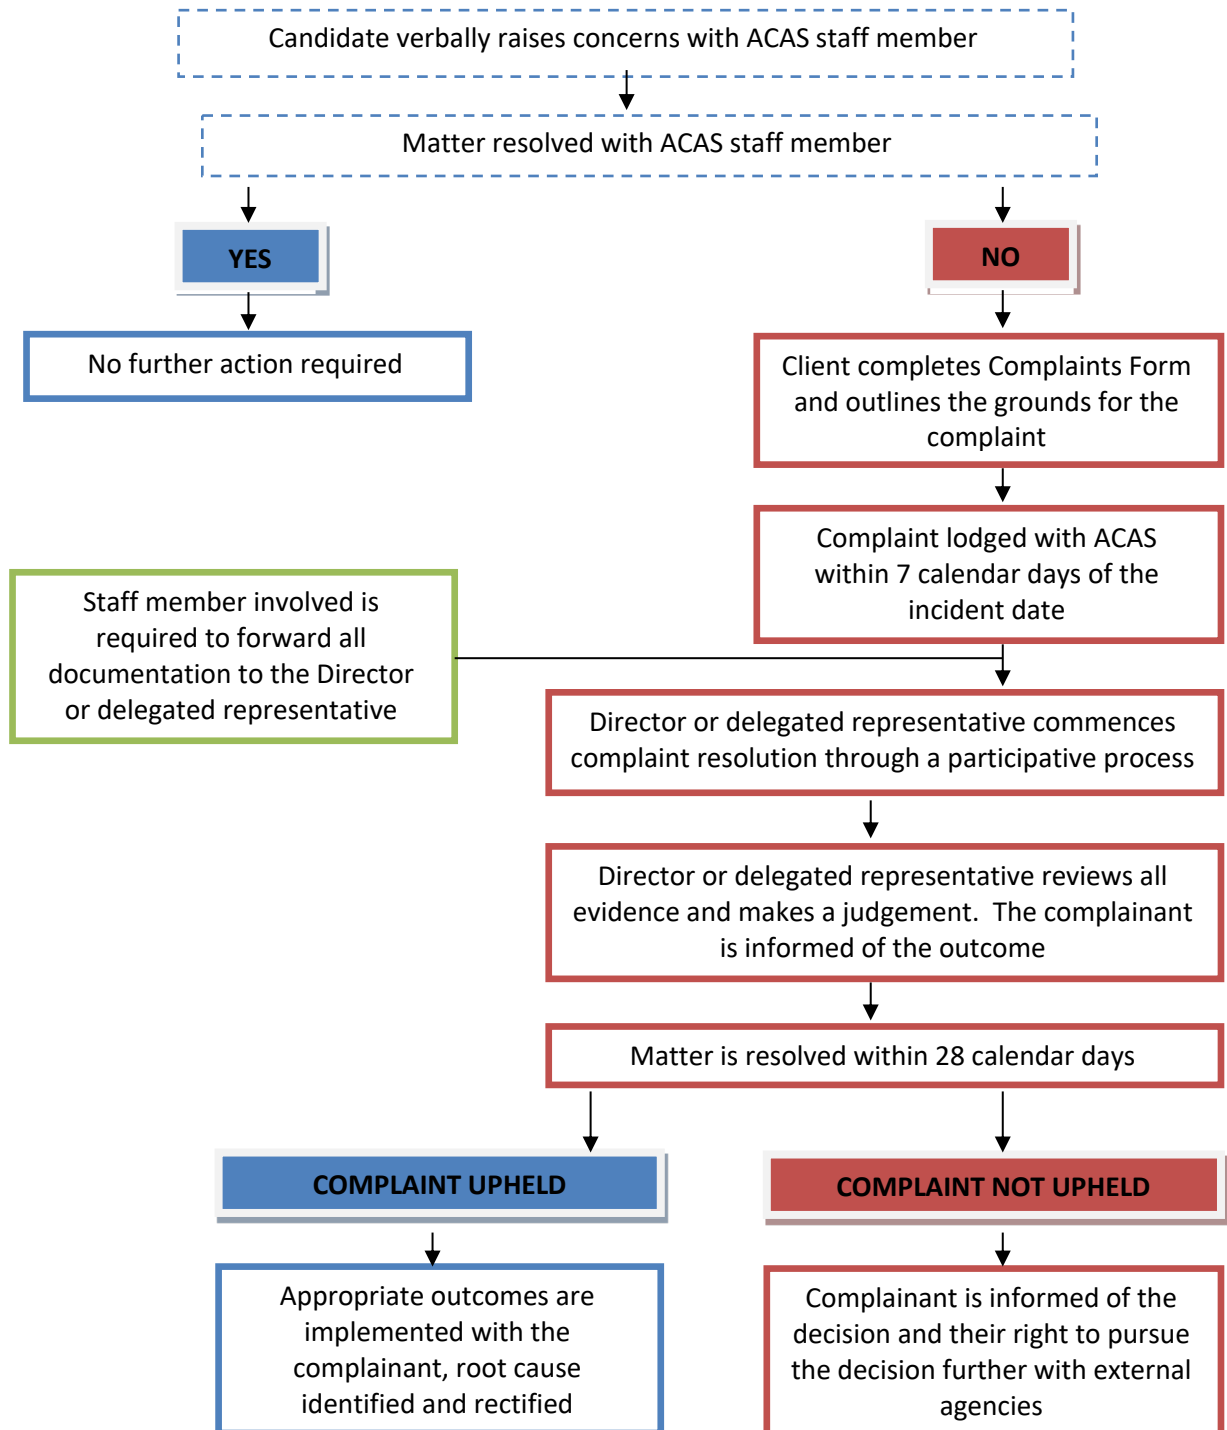 Candidate verbally raises concerns with ACAS staff member
Matter resolved with ACAS staff member
YES
NO
No further action required
Client completes Complaints Form
and outlines the grounds for the
complaint
Complaint lodged with ACAS
within 7 calendar days of the
incident date
Staff member involved is
required to forward all
documentation to the Director
or delegated representative
Director or delegated representative commences
complaint resolution through a participative process
Director or delegated representative reviews all
evidence and makes a judgement.  The complainant
is informed of the outcome
Matter is resolved within 28 calendar days
COMPLAINT UPHELD
COMPLAINT NOT UPHELD
Appropriate outcomes are
implemented with the
complainant, root cause
identified and rectified
Complainant is informed of the
decision and their right to pursue
the decision further with external
agencies